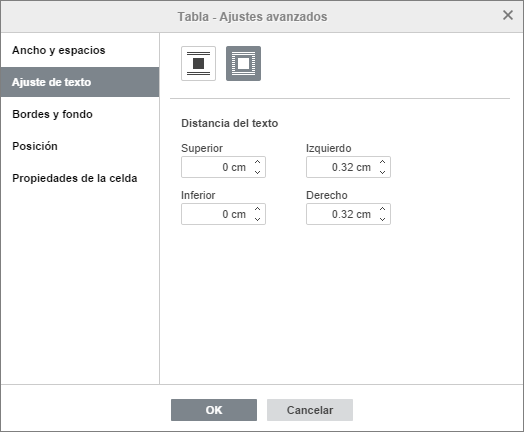 Tabla - Ajustes avanzados
Ancho y espacios
Ajuste de texto
Bordes y fondo
Posición
Propiedades de la celda
Distancia del texto
Superior Izquierdo
0 cm 0.32 cm
Inferior Derecho
0 cm 0.32 cm
OK Cancelar